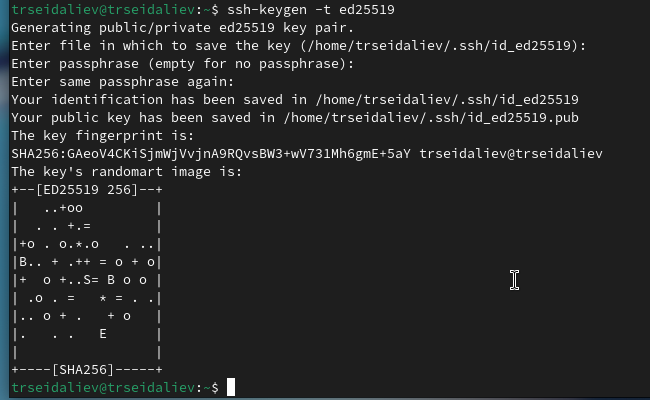 trseidaliev@trseidaliev:~$ ssh-keygen -t ed25519
Generating public/private ed25519 key pair.
Enter file in which to save the key (/home/trseidaliev/.ssh/id_ed25519):
Enter passphrase (empty for no passphrase):
Enter same passphrase again:
Your identification has been saved in /home/trseidaliev/.ssh/id_ed25519
Your public key has been saved in /home/trseidaliev/.ssh/id_ed25519.pub
The key fingerprint is:
SHA256:GAeoV4CKiSjmWjVvjnA9RQvsBW3+wV731Mh6gmE+5aY trseidaliev@trseidaliev
The key's randomart image is:
+--[ED25519 256]--+
|   ..+oo         |
|  . . +.=        |
|+o . o.*.o   . ..|
|B.. + .++ = o + o|
|+  o +..S= B o o |
| .o . =   * = . .|
|.. o + .   + o   |
|.   . .   E      |
|                 |
+----[SHA256]-----+
trseidaliev@trseidaliev:~$